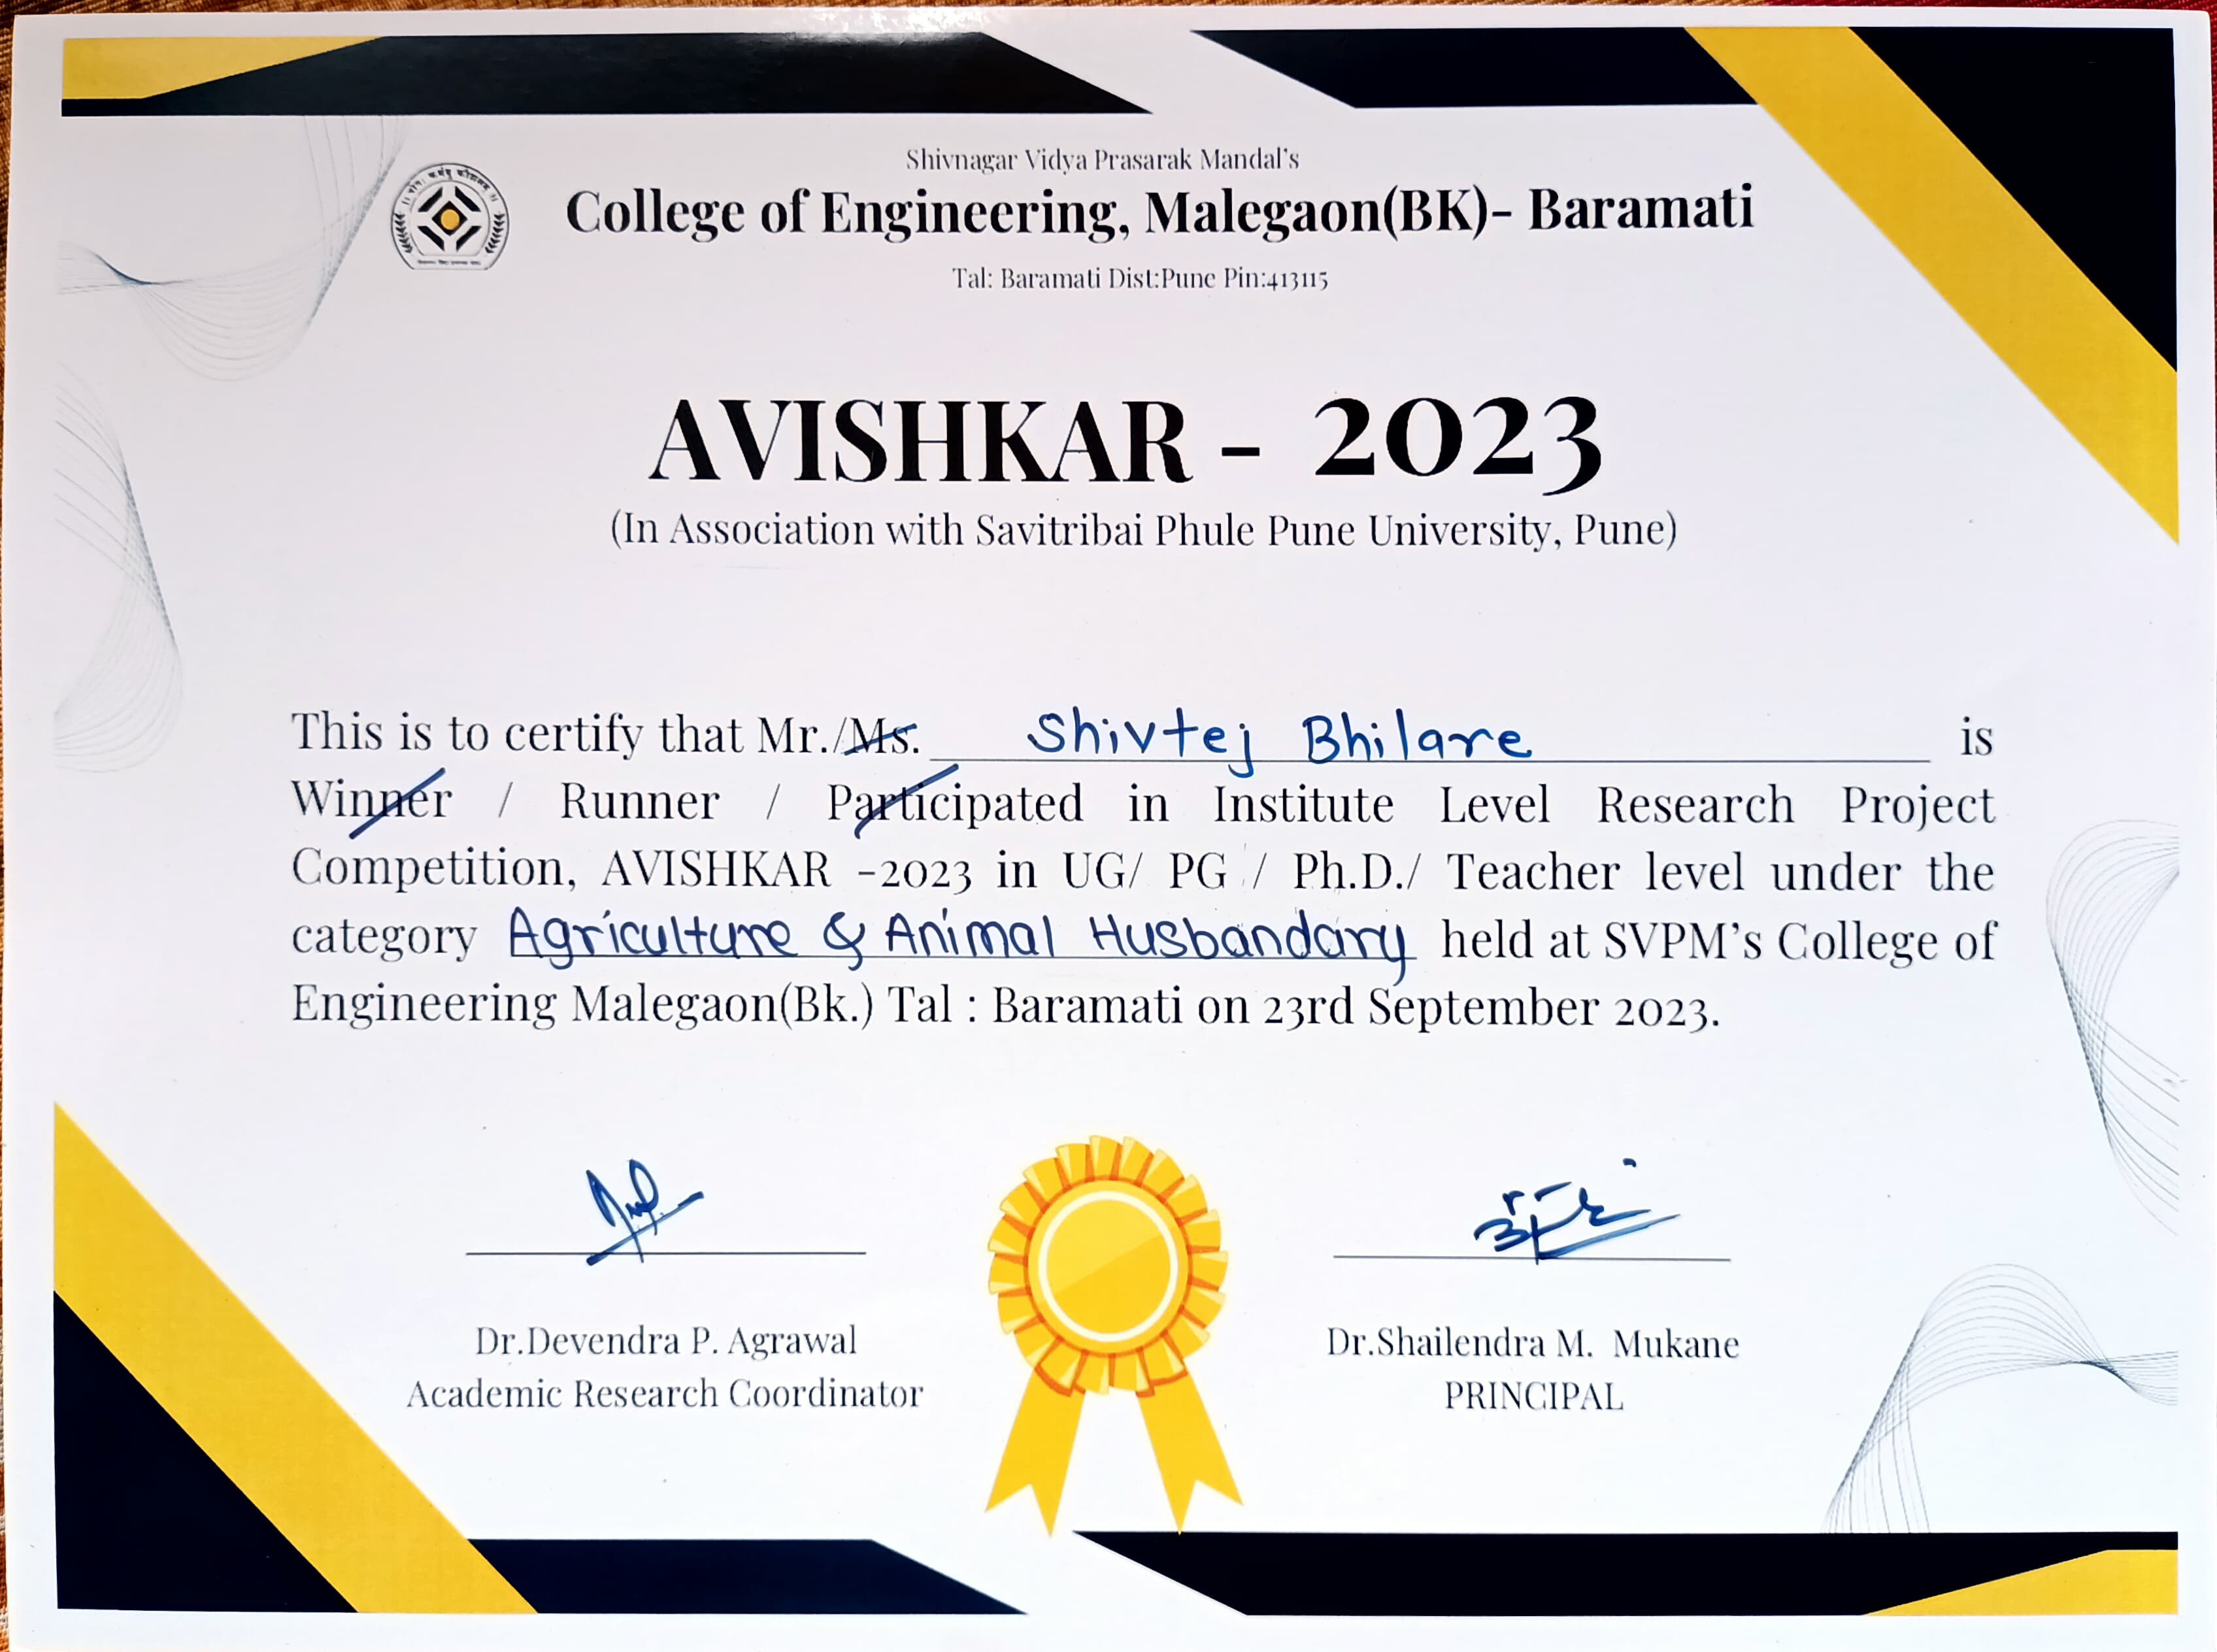 Shivnagar Vidya Prasarak Mandal's
College of Engineering, Malegaon(BK)- Baramati
Tal: Baramati Dist:Pune Pin:413115
AVISHKAR - 2023
(In Association with Savitribai Phule Pune University, Pune)
This is to certify that Mr./Ms. Shivtej Bhilare is
Winner / Runner / Participated in Institute Level Research Project
Competition, AVISHKAR -2023 in UG/ PG / Ph.D./ Teacher level under the
category Agriculture & Animal Husbandary held at SVPM's College of
Engineering Malegaon(Bk.) Tal : Baramati on 23rd September 2023.
Dr.Devendra P. Agrawal
Academic Research Coordinator
Dr.Shailendra M. Mukane
PRINCIPAL